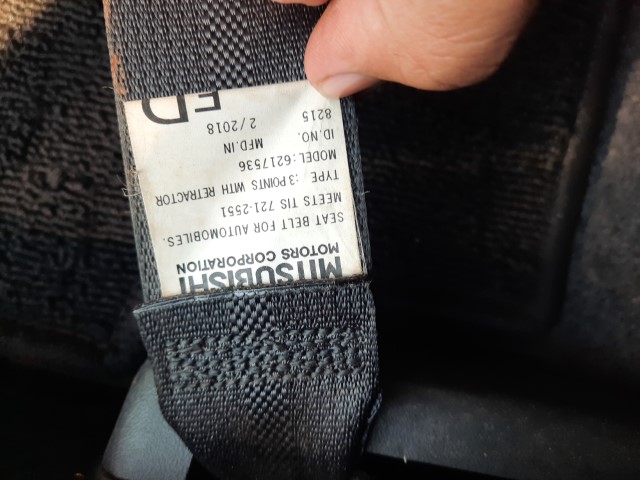 MITSUBISHI
MOTORS CORPORATION
SEAT BELT FOR AUTOMOBILES.
MEETS TIS 721-2551
TYPE :3 POINTS WITH RETRACTOR
MODEL:6217536
ID.NO. MFD.IN
8215 2/2018
ED